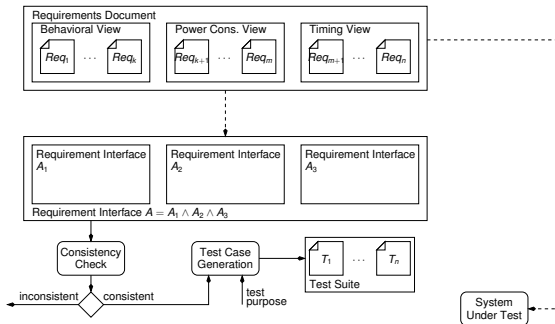 Requirements Document
Behavioral View
Power Cons. View
Timing View
Req₁ ··· Reqₖ
Reqₖ₊₁ ··· Reqₘ
Reqₘ₊₁ ··· Reqₙ
Requirement Interface
A₁
Requirement Interface
A₂
Requirement Interface
A₃
Requirement Interface A = A₁ ∧ A₂ ∧ A₃
Consistency
Check
Test Case
Generation
T₁ ··· Tₙ
Test Suite
inconsistent
consistent
test
purpose
System
Under Test